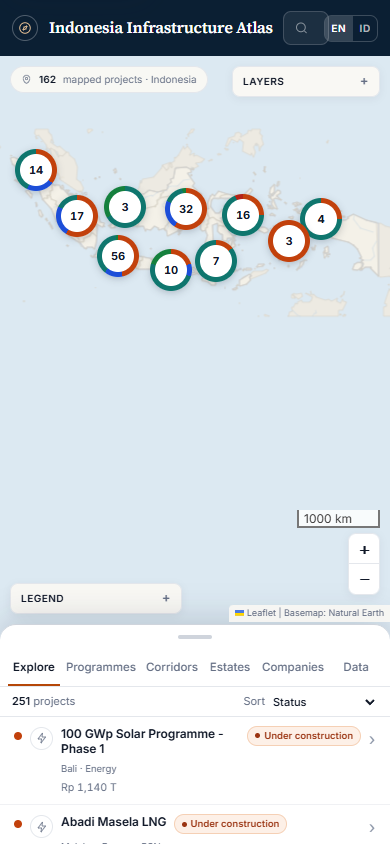 Indonesia Infrastructure Atlas
EN ID
162 mapped projects · Indonesia
LAYERS +
14
17
3
32
16
4
3
56
10
7
1000 km
+
−
LEGEND +
Leaflet | Basemap: Natural Earth
Explore Programmes Corridors Estates Companies Data
251 projects Sort Status
100 GWp Solar Programme - Under construction
Phase 1
Bali · Energy
Rp 1,140 T
Abadi Masela LNG Under construction